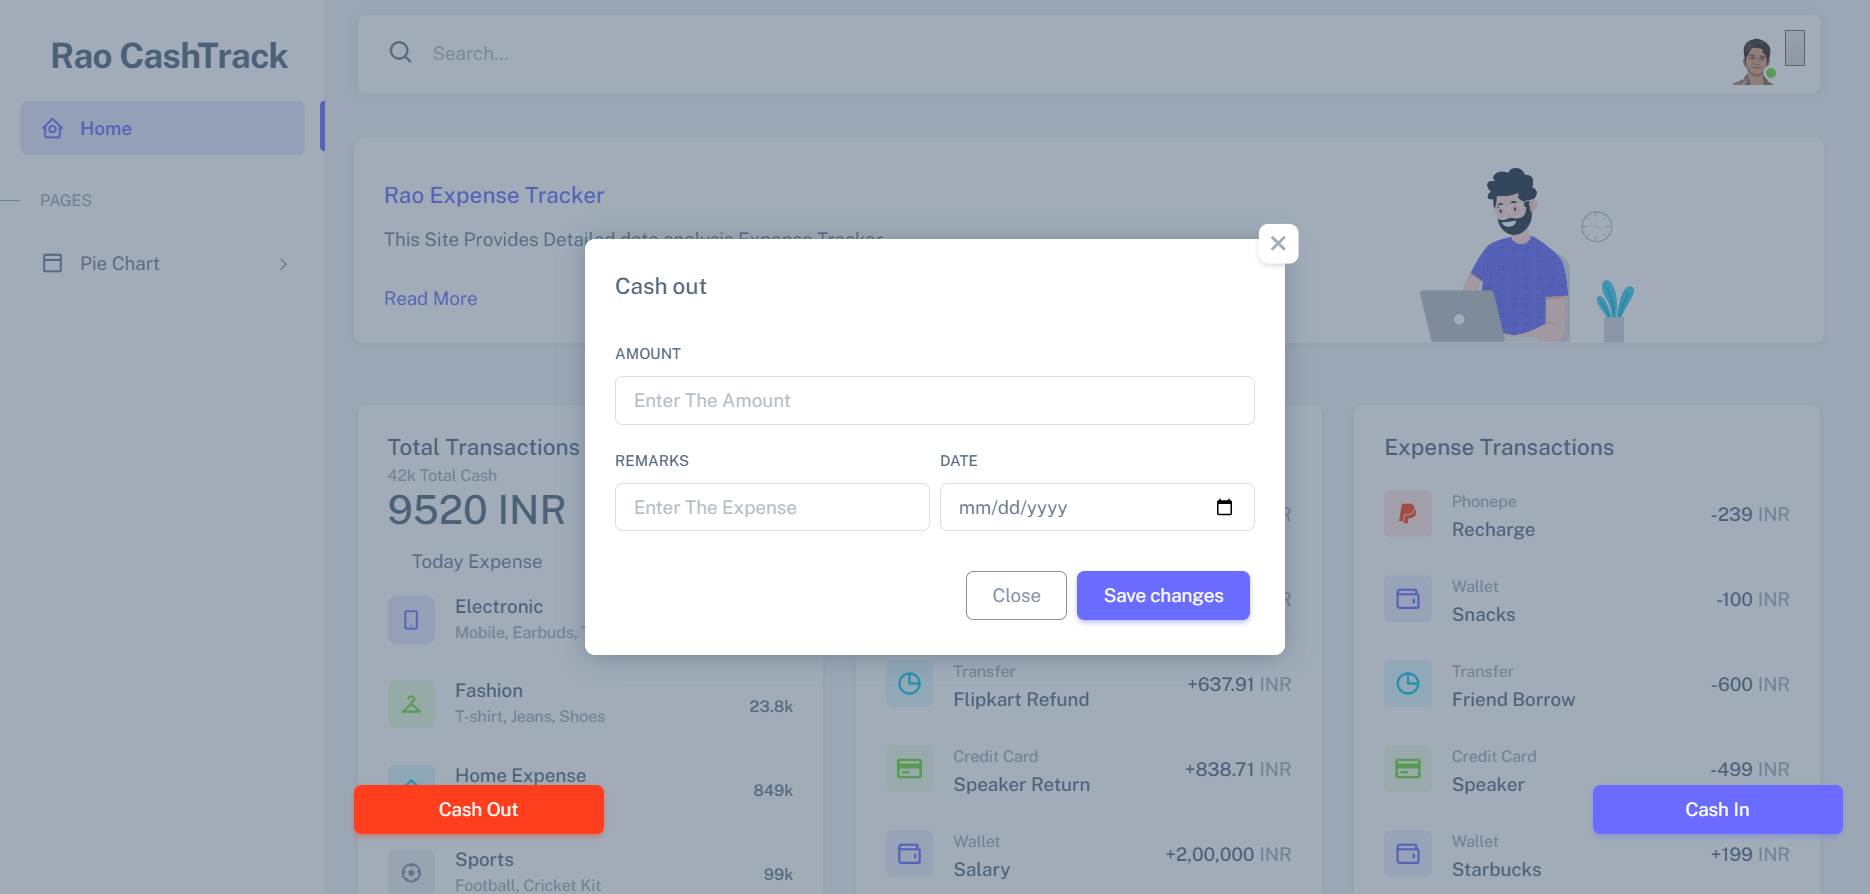 Rao CashTrack
Home
PAGES
Pie Chart
Search...
Rao Expense Tracker
This Site Provides Detailed data analysis Expense Tracker
Read More
Cash out
AMOUNT
Enter The Amount
REMARKS
DATE
Enter The Expense
mm/dd/yyyy
Close
Save changes
Total Transactions
42k Total Cash
9520 INR
Today Expense
Electronic
Mobile, Earbuds,
Fashion
T-shirt, Jeans, Shoes
23.8k
Home Expense
849k
Sports
Football, Cricket Kit
99k
Cash Out
Transfer
Flipkart Refund
+637.91 INR
Credit Card
Speaker Return
+838.71 INR
Wallet
Salary
+2,00,000 INR
Expense Transactions
Phonepe
Recharge
-239 INR
Wallet
Snacks
-100 INR
Transfer
Friend Borrow
-600 INR
Credit Card
Speaker
-499 INR
Cash In
Wallet
Starbucks
+199 INR